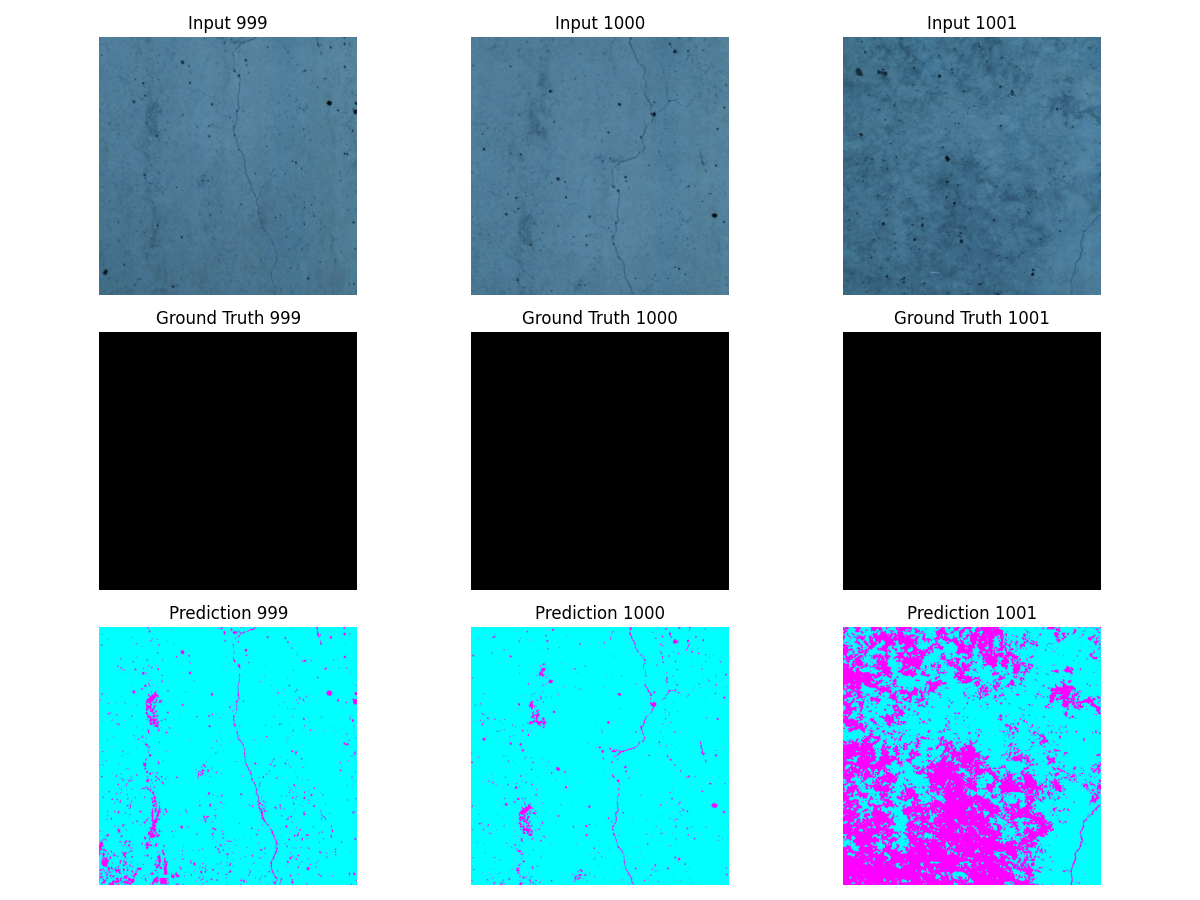 Input 999
Input 1000
Input 1001
Ground Truth 999
Ground Truth 1000
Ground Truth 1001
Prediction 999
Prediction 1000
Prediction 1001